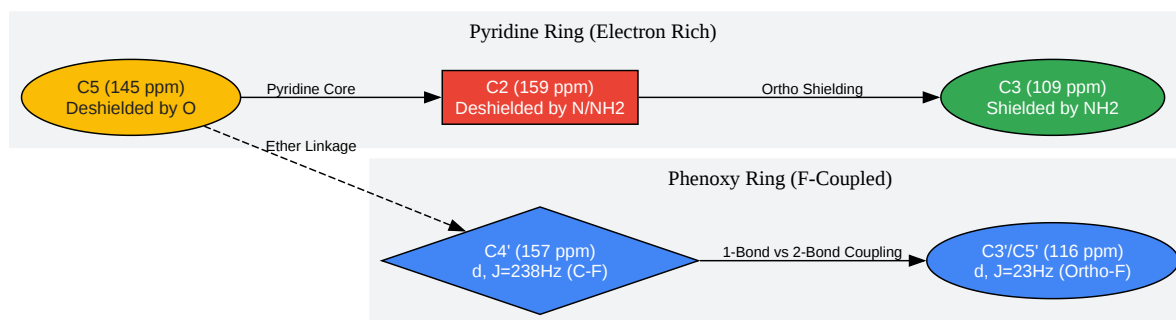 Pyridine Ring (Electron Rich)
C5 (145 ppm)
Deshielded by O
Pyridine Core
C2 (159 ppm)
Deshielded by N/NH2
Ortho Shielding
C3 (109 ppm)
Shielded by NH2
Ether Linkage
Phenoxy Ring (F-Coupled)
C4' (157 ppm)
d, J=238Hz (C-F)
1-Bond vs 2-Bond Coupling
C3'/C5' (116 ppm)
d, J=23Hz (Ortho-F)